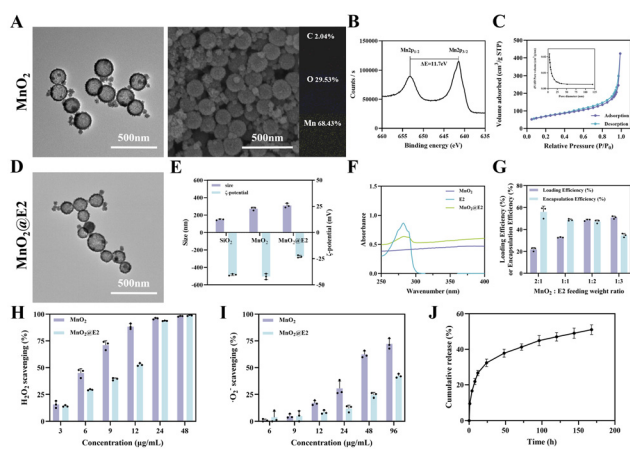 A
MnO2
500nm
500nm
C 2.04%
O 29.53%
Mn 68.43%
B
Counts / s
150000
100000
50000
0
Mn2p1/2
Mn2p3/2
ΔE=11.7eV
660
655
650
645
640
635
Binding energy (eV)
C
Volume adsorbed (cm3/g STP)
500
400
300
200
100
0
Adsorption
Desorption
0.0
0.2
0.4
0.6
0.8
1.0
Relative Pressure (P/P0)
D
MnO2@E2
500nm
E
size
ζ-potential
Size (nm)
600
400
200
0
-200
-400
-600
SiO2
MnO2
MnO2@E2
50
25
0
-25
-50
ζ-potential (mV)
F
MnO2
E2
MnO2@E2
Absorbance
1.5
1.0
0.5
0.0
250
300
350
400
Wavenumber (nm)
G
Loading Efficiency (%)
Encapsulation Efficiency (%)
Loading Efficiency (%)
or Encapsulation Efficiency (%)
80
60
40
20
0
2:1
1:1
1:2
1:3
MnO2 : E2 feeding weight ratio
H
MnO2
MnO2@E2
H2O2 scavenging (%)
100
75
50
25
0
3
6
9
12
24
48
Concentration (μg/mL)
I
MnO2
MnO2@E2
·O2- scavenging (%)
100
75
50
25
0
6
9
12
24
48
96
Concentration (μg/mL)
J
Cumulative release (%)
60
40
20
0
0
50
100
150
200
Time (h)